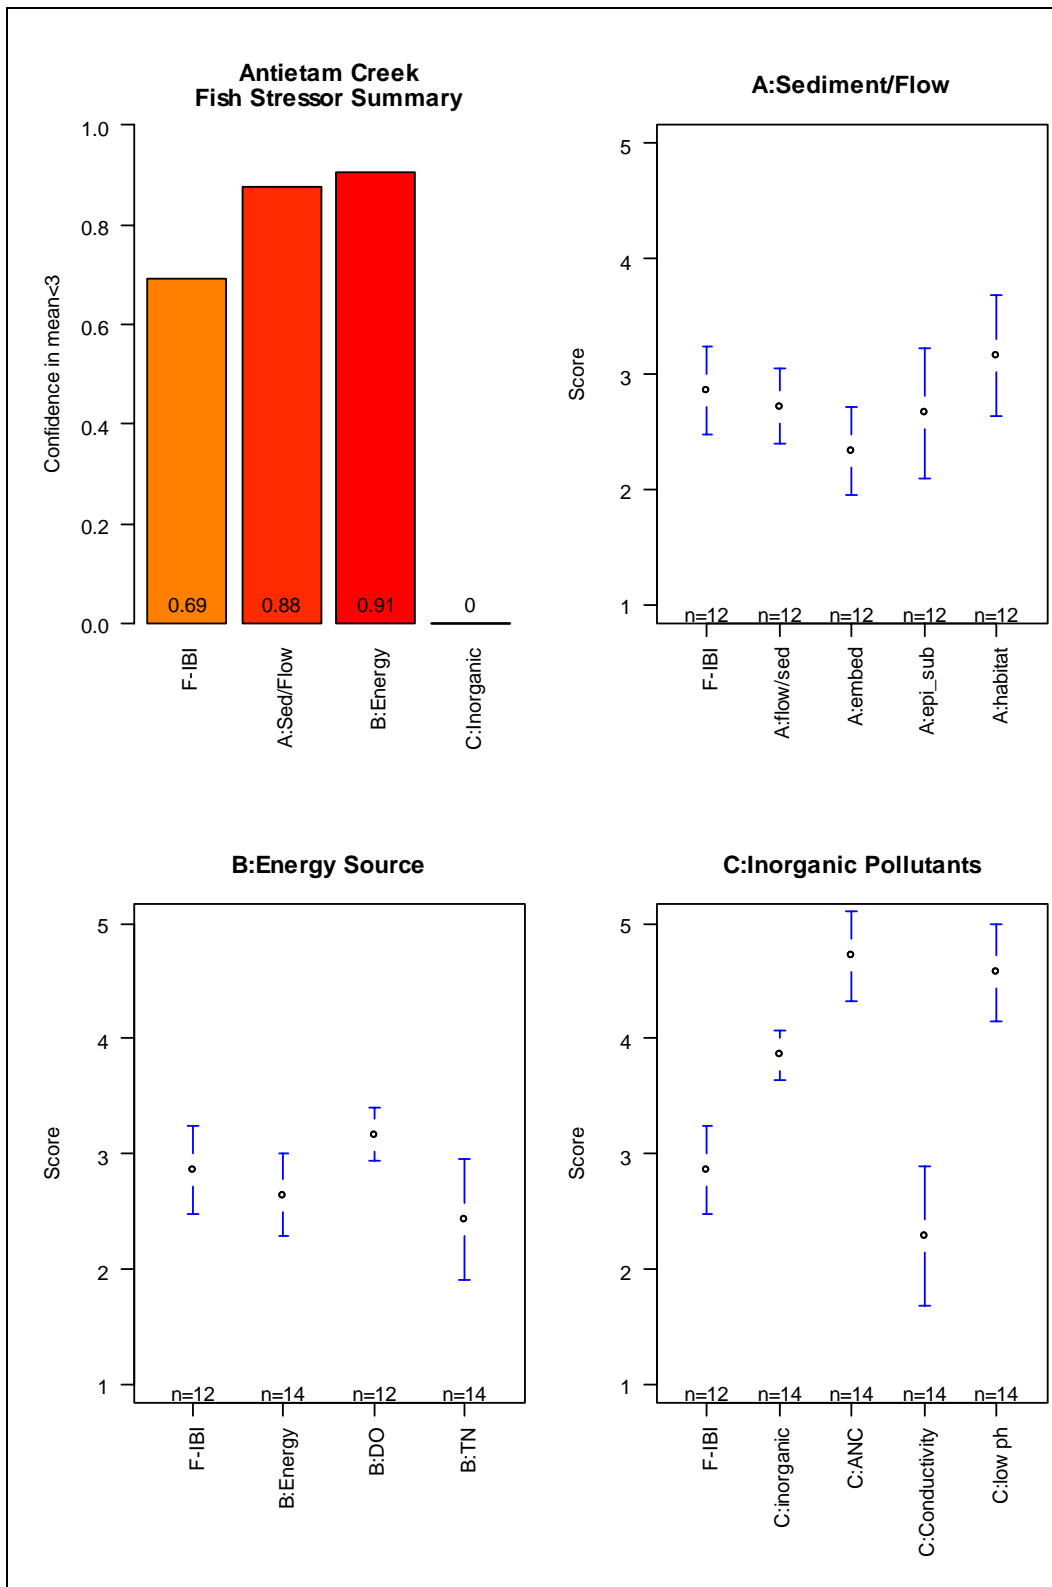 Antietam Creek
Fish Stressor Summary
Confidence in mean<3
1.0
0.8
0.6
0.4
0.2
0.0
0.69
0.88
0.91
0
F-IBI
A:Sed/Flow
B:Energy
C:Inorganic
A:Sediment/Flow
Score
5
4
3
2
1
n=12
n=12
n=12
n=12
n=12
F-IBI
A:flow/sed
A:embed
A:epi_sub
A:habitat
B:Energy Source
Score
5
4
3
2
1
n=12
n=14
n=12
n=14
F-IBI
B:Energy
B:DO
B:TN
C:Inorganic Pollutants
Score
5
4
3
2
1
n=12
n=14
n=14
n=14
n=14
F-IBI
C:inorganic
C:ANC
C:Conductivity
C:low ph